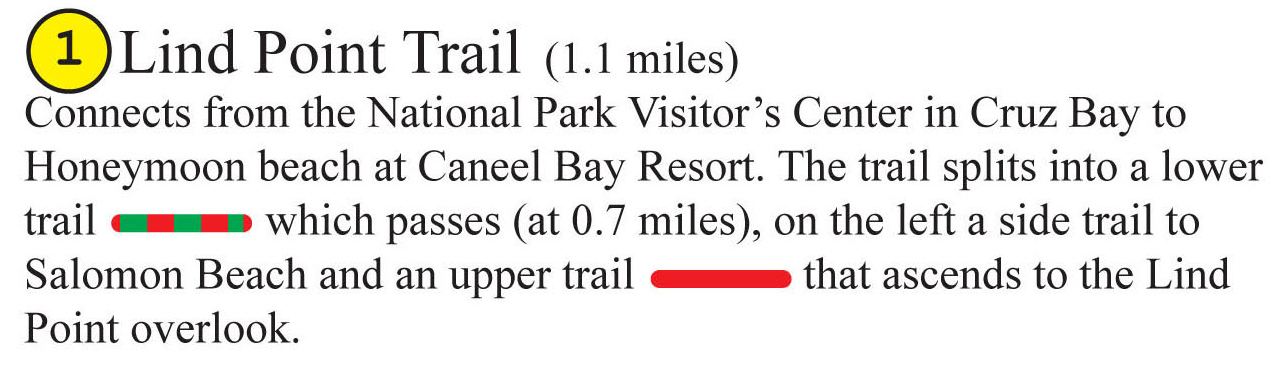 1 Lind Point Trail (1.1 miles)
Connects from the National Park Visitor’s Center in Cruz Bay to
Honeymoon beach at Caneel Bay Resort. The trail splits into a lower
trail which passes (at 0.7 miles), on the left a side trail to
Salomon Beach and an upper trail that ascends to the Lind
Point overlook.